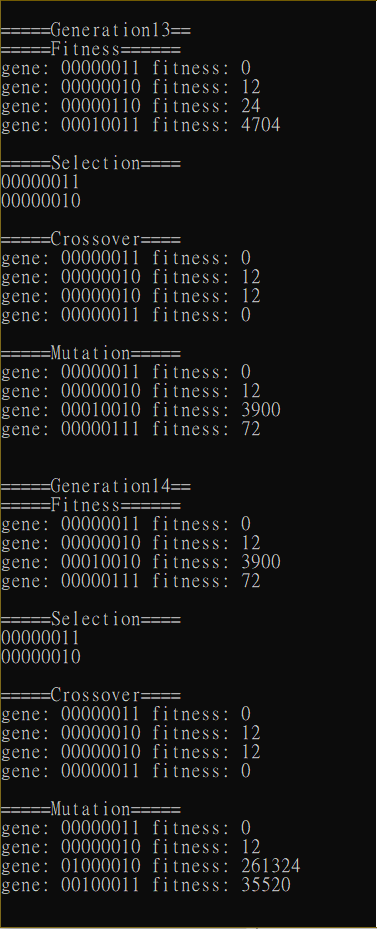 =====Generation13==
=====Fitness======
gene: 00000011 fitness: 0
gene: 00000010 fitness: 12
gene: 00000110 fitness: 24
gene: 00010011 fitness: 4704
=====Selection====
00000011
00000010
=====Crossover====
gene: 00000011 fitness: 0
gene: 00000010 fitness: 12
gene: 00000010 fitness: 12
gene: 00000011 fitness: 0
=====Mutation=====
gene: 00000011 fitness: 0
gene: 00000010 fitness: 12
gene: 00010010 fitness: 3900
gene: 00000111 fitness: 72
=====Generation14==
=====Fitness======
gene: 00000011 fitness: 0
gene: 00000010 fitness: 12
gene: 00010010 fitness: 3900
gene: 00000111 fitness: 72
=====Selection====
00000011
00000010
=====Crossover====
gene: 00000011 fitness: 0
gene: 00000010 fitness: 12
gene: 00000010 fitness: 12
gene: 00000011 fitness: 0
=====Mutation=====
gene: 00000011 fitness: 0
gene: 00000010 fitness: 12
gene: 01000010 fitness: 261324
gene: 00100011 fitness: 35520